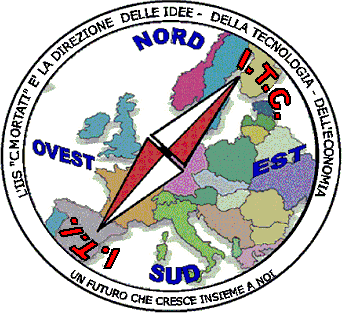 L'IIS "C.MORTATI" E' LA DIREZIONE DELLE IDEE - DELLA TECNOLOGIA - DELL'ECONOMIA
NORD
I.T.C.
OVEST
EST
I.T.I.
SUD
UN FUTURO CHE CRESCE INSIEME A NOI